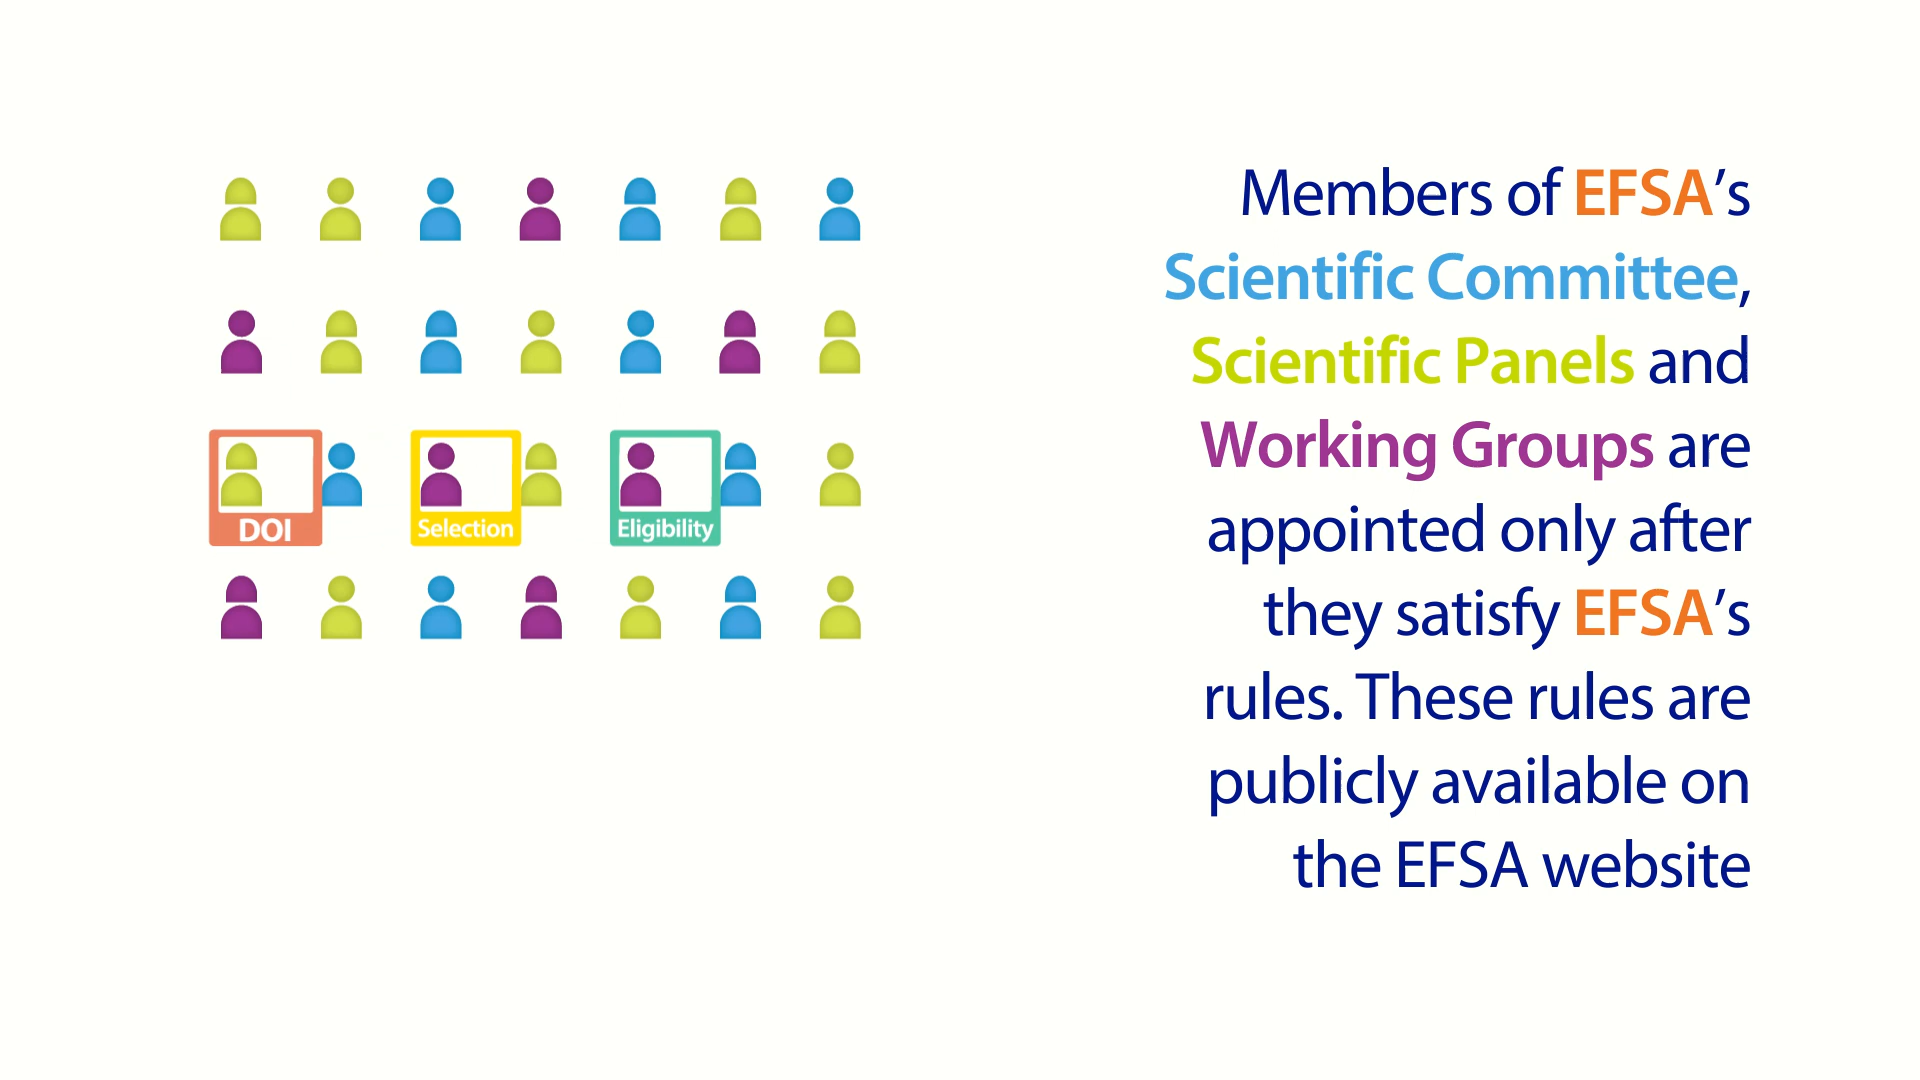 DOI
Selection
Eligibility
Members of EFSA’s
Scientific Committee,
Scientific Panels and
Working Groups are
appointed only after
they satisfy EFSA’s
rules. These rules are
publicly available on
the EFSA website